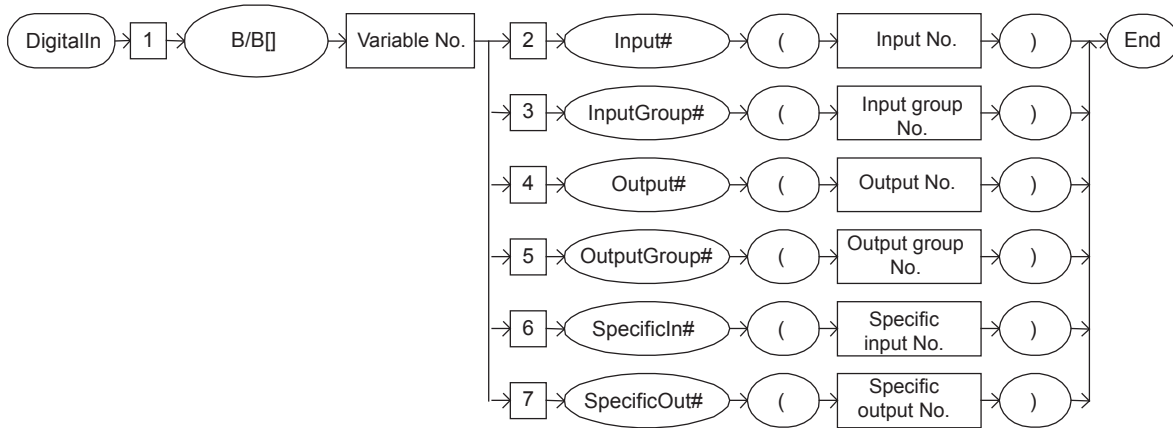 DigitalIn 1 B/B[] Variable No. 2 Input# ( Input No. ) End
3 InputGroup# ( Input group No. )
4 Output# ( Output No. )
5 OutputGroup# ( Output group No. )
6 SpecificIn# ( Specific input No. )
7 SpecificOut# ( Specific output No. )